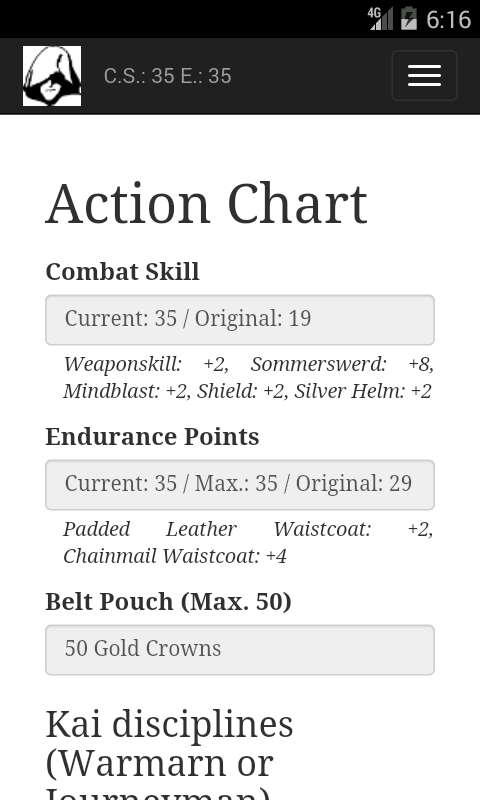 4G 6:16
C.S.: 35 E.: 35
Action Chart
Combat Skill
Current: 35 / Original: 19
Weaponskill: +2, Sommerswerd: +8,
Mindblast: +2, Shield: +2, Silver Helm: +2
Endurance Points
Current: 35 / Max.: 35 / Original: 29
Padded Leather Waistcoat: +2,
Chainmail Waistcoat: +4
Belt Pouch (Max. 50)
50 Gold Crowns
Kai disciplines
(Warmarn or
Journeyman)